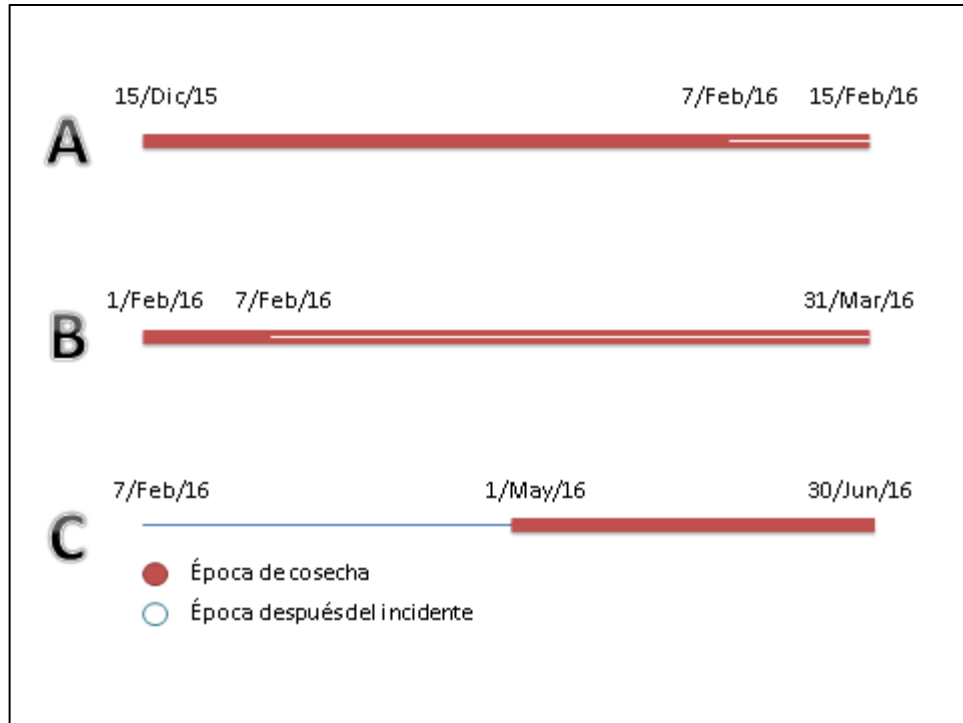 15/Dic/15 7/Feb/16 15/Feb/16
A
1/Feb/16 7/Feb/16 31/Mar/16
B
7/Feb/16 1/May/16 30/Jun/16
C
Época de cosecha
Época después del incidente